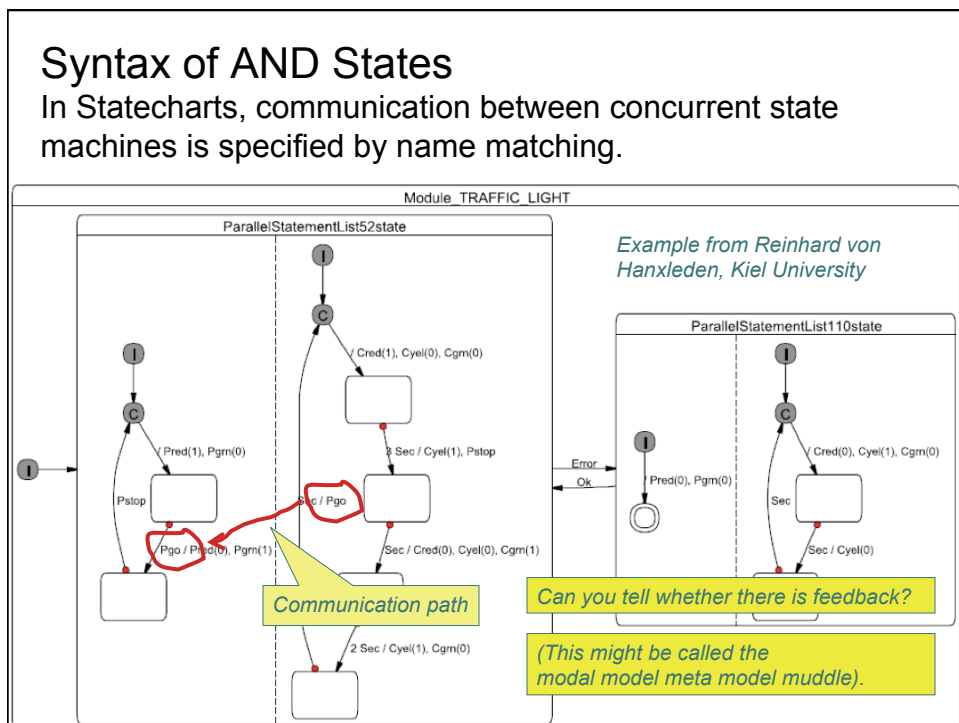 Syntax of AND States
In Statecharts, communication between concurrent state
machines is specified by name matching.
Module_TRAFFIC_LIGHT
ParallelStatementList52state
Example from Reinhard von
Hanxleden, Kiel University
I
C
/ Cred(1), Cyel(0), Cgrn(0)
3 Sec / Cyel(1), Pstop
Sec / Pgo
Sec / Cred(0), Cyel(0), Cgrn(1)
2 Sec / Cyel(1), Cgrn(0)
I
C
/ Pred(1), Pgrn(0)
Pstop
Pgo / Pred(0), Pgrn(1)
I
Error
Ok
ParallelStatementList110state
I
/ Pred(0), Pgrn(0)
I
C
/ Cred(0), Cyel(1), Cgrn(0)
Sec
Sec / Cyel(0)
Communication path
Can you tell whether there is feedback?
(This might be called the
modal model meta model muddle).